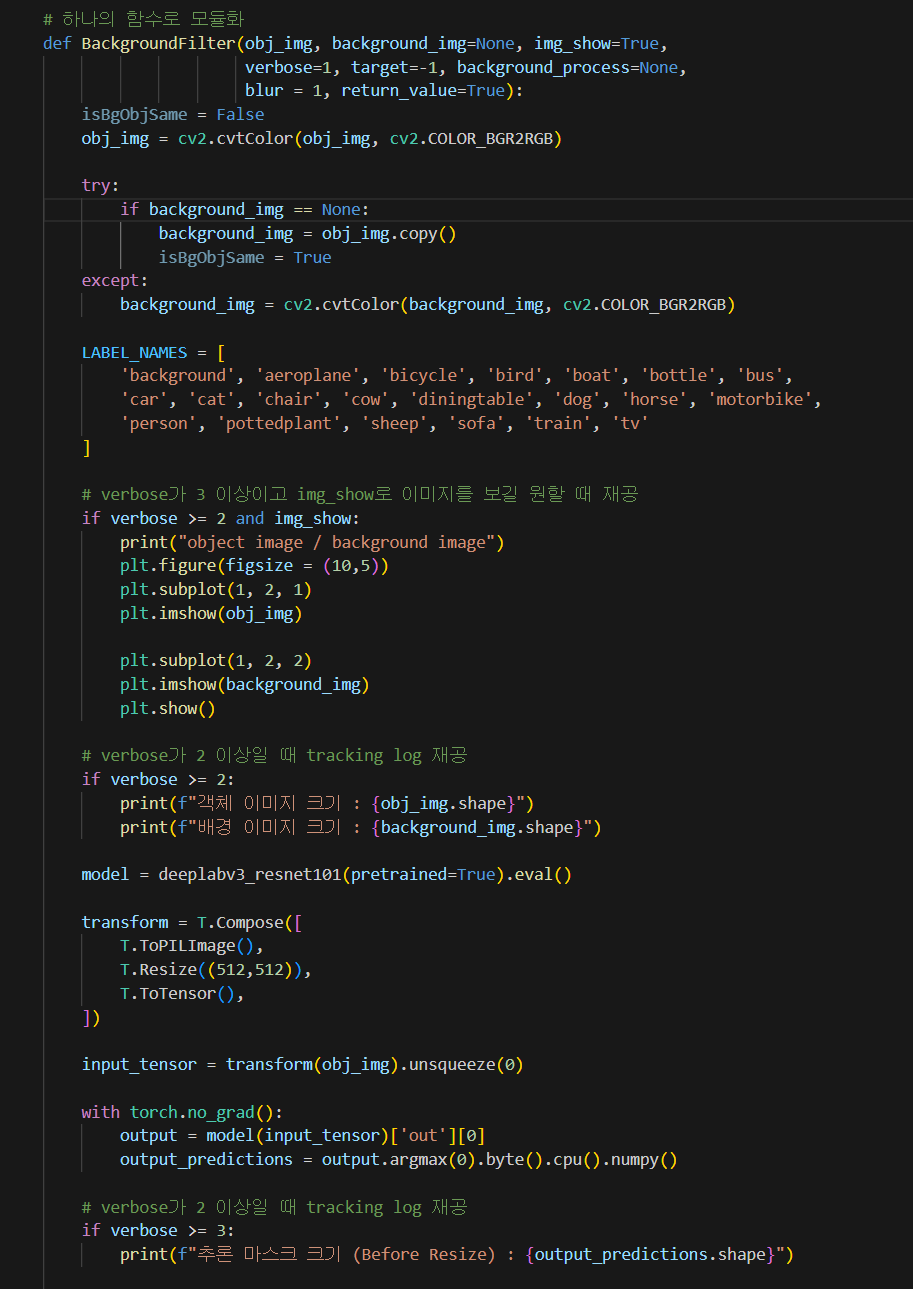 # 하나의 함수로 모듈화
def BackgroundFilter(obj_img, background_img=None, img_show=True,
verbose=1, target=-1, background_process=None,
blur = 1, return_value=True):
isBgObjSame = False
obj_img = cv2.cvtColor(obj_img, cv2.COLOR_BGR2RGB)
try:
if background_img == None:
background_img = obj_img.copy()
isBgObjSame = True
except:
background_img = cv2.cvtColor(background_img, cv2.COLOR_BGR2RGB)
LABEL_NAMES = [
'background', 'aeroplane', 'bicycle', 'bird', 'boat', 'bottle', 'bus',
'car', 'cat', 'chair', 'cow', 'diningtable', 'dog', 'horse', 'motorbike',
'person', 'pottedplant', 'sheep', 'sofa', 'train', 'tv'
]
# verbose가 3 이상이고 img_show로 이미지를 보길 원할 때 재공
if verbose >= 2 and img_show:
print("object image / background image")
plt.figure(figsize = (10,5))
plt.subplot(1, 2, 1)
plt.imshow(obj_img)
plt.subplot(1, 2, 2)
plt.imshow(background_img)
plt.show()
# verbose가 2 이상일 때 tracking log 재공
if verbose >= 2:
print(f"객체 이미지 크기 : {obj_img.shape}")
print(f"배경 이미지 크기 : {background_img.shape}")
model = deeplabv3_resnet101(pretrained=True).eval()
transform = T.Compose([
T.ToPILImage(),
T.Resize((512,512)),
T.ToTensor(),
])
input_tensor = transform(obj_img).unsqueeze(0)
with torch.no_grad():
output = model(input_tensor)['out'][0]
output_predictions = output.argmax(0).byte().cpu().numpy()
# verbose가 2 이상일 때 tracking log 재공
if verbose >= 3:
print(f"추론 마스크 크기 (Before Resize) : {output_predictions.shape}")